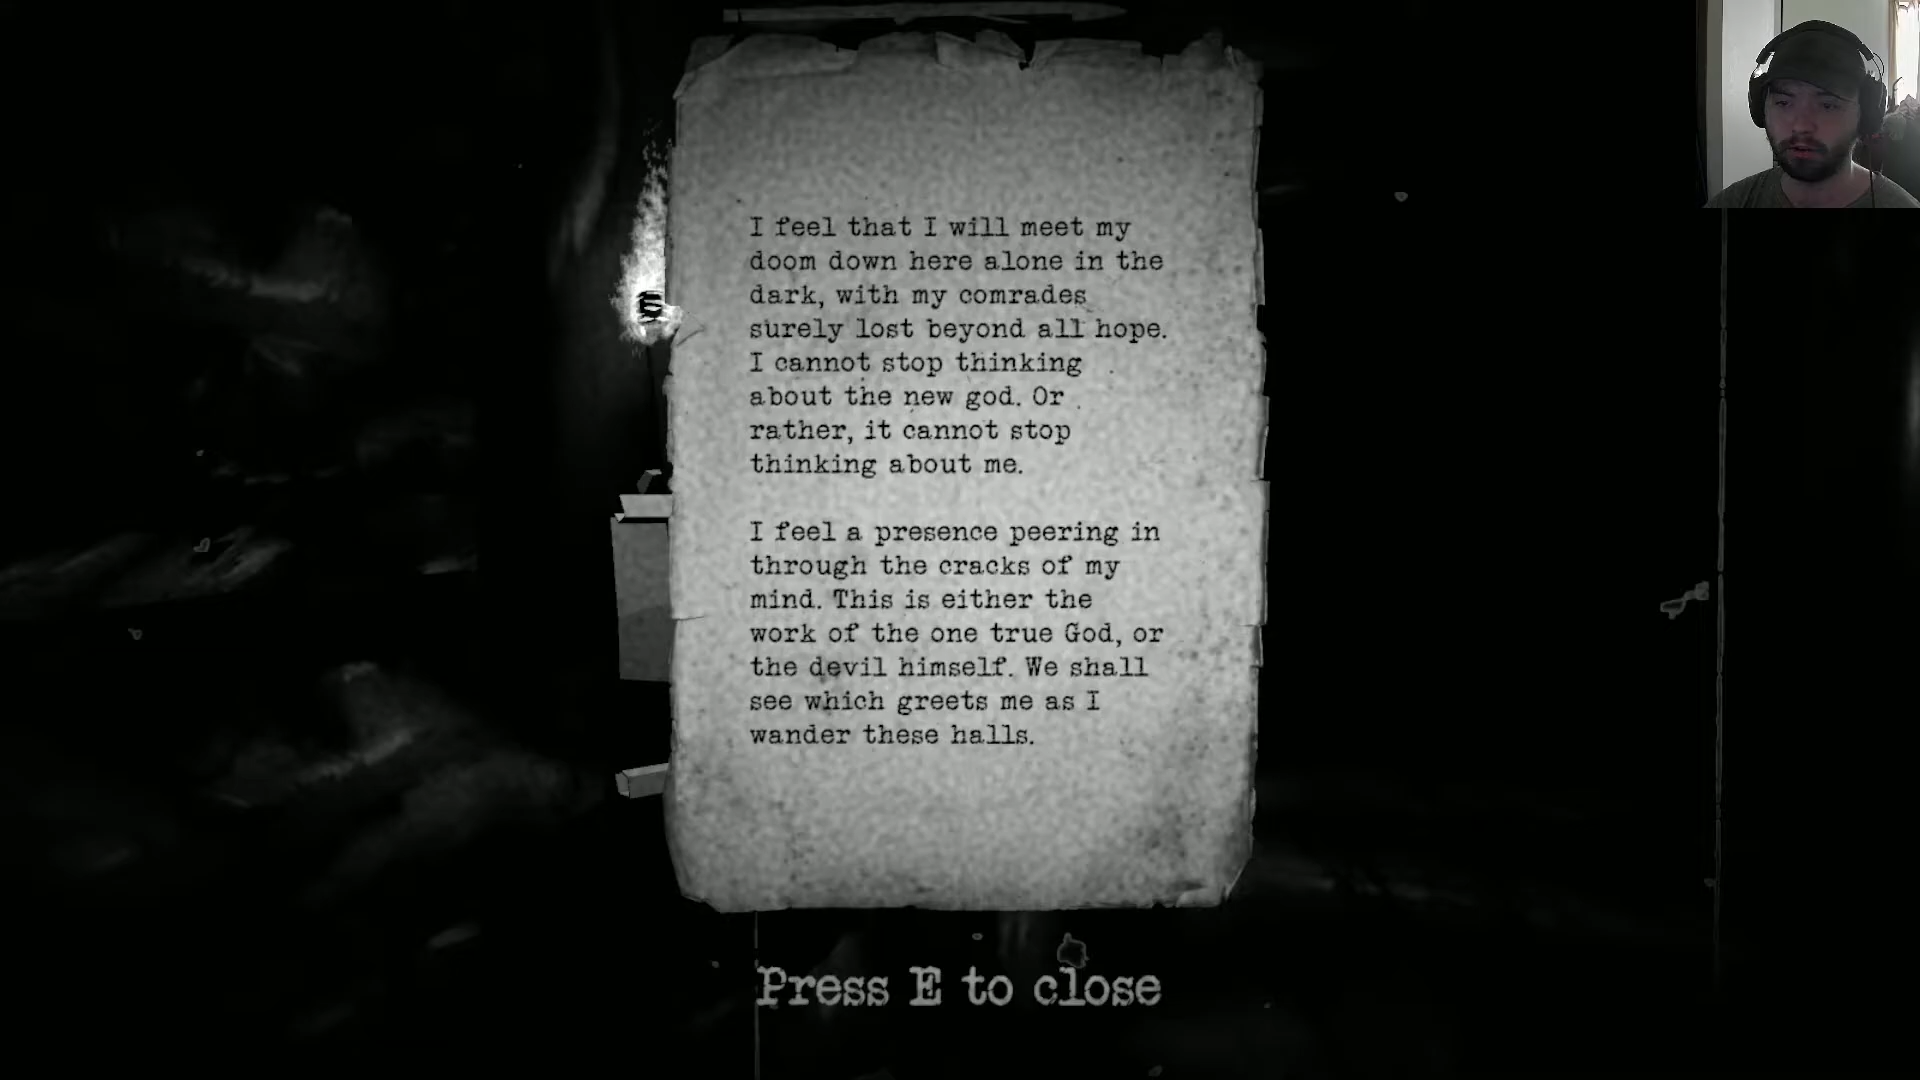 I feel that I will meet my
doom down here alone in the
dark, with my comrades
surely lost beyond all hope.
I cannot stop thinking
about the new god. Or
rather, it cannot stop
thinking about me.
I feel a presence peering in
through the cracks of my
mind. This is either the
work of the one true God, or
the devil himself. We shall
see which greets me as I
wander these halls.
Press E to close